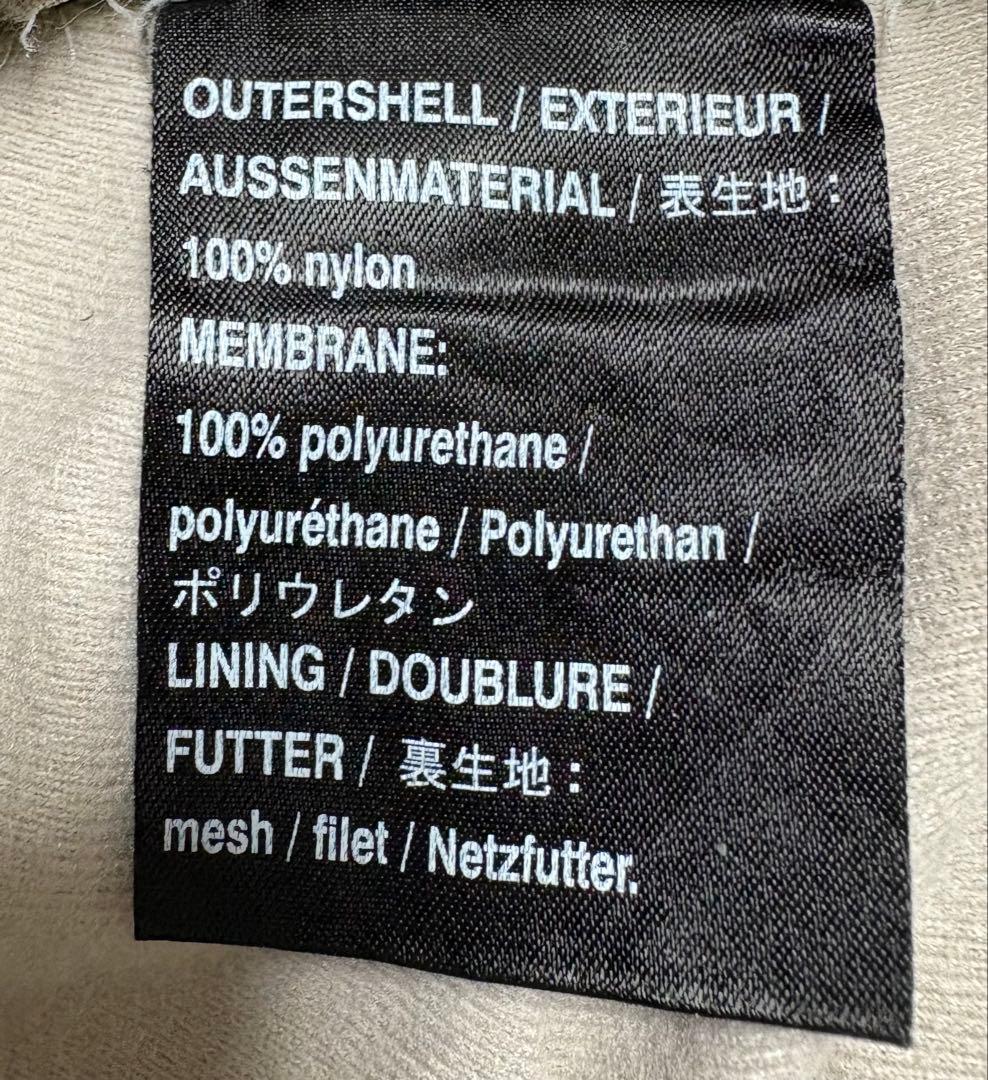 OUTERSHELL / EXTERIEUR /
AUSSENMATERIAL / 表生地:
100% nylon
MEMBRANE:
100% polyurethane /
polyuréthane / Polyurethan /
ポリウレタン
LINING / DOUBLURE /
FUTTER / 裏生地:
mesh / filet / Netzfutter.